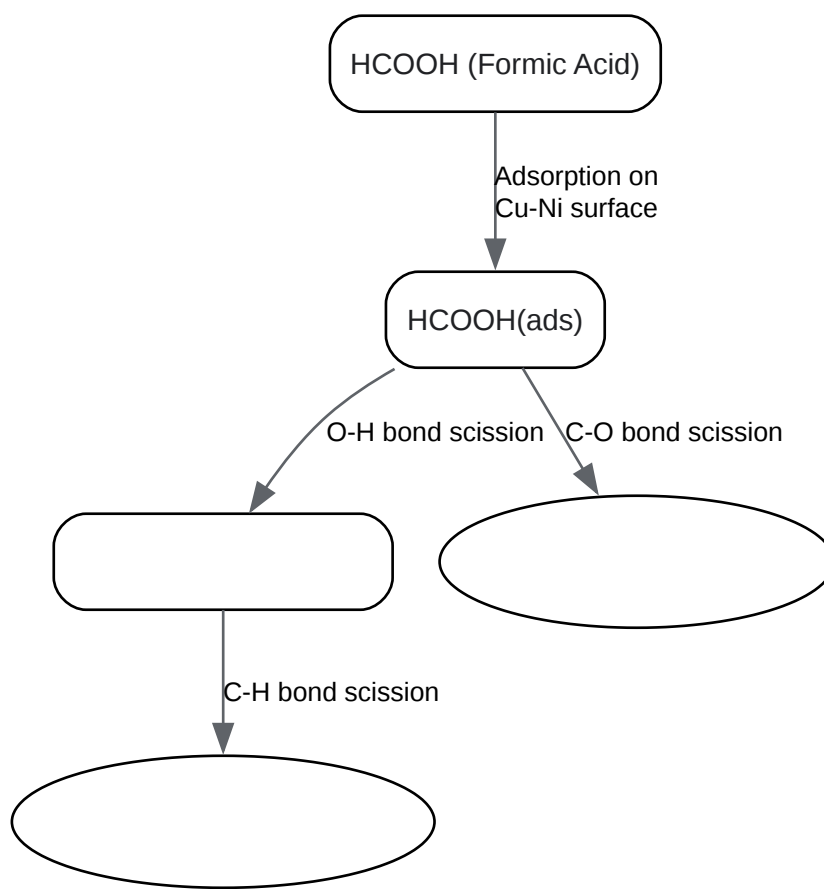 HCOOH (Formic Acid)
Adsorption on
Cu-Ni surface
HCOOH(ads)
O-H bond scission
C-O bond scission
C-H bond scission